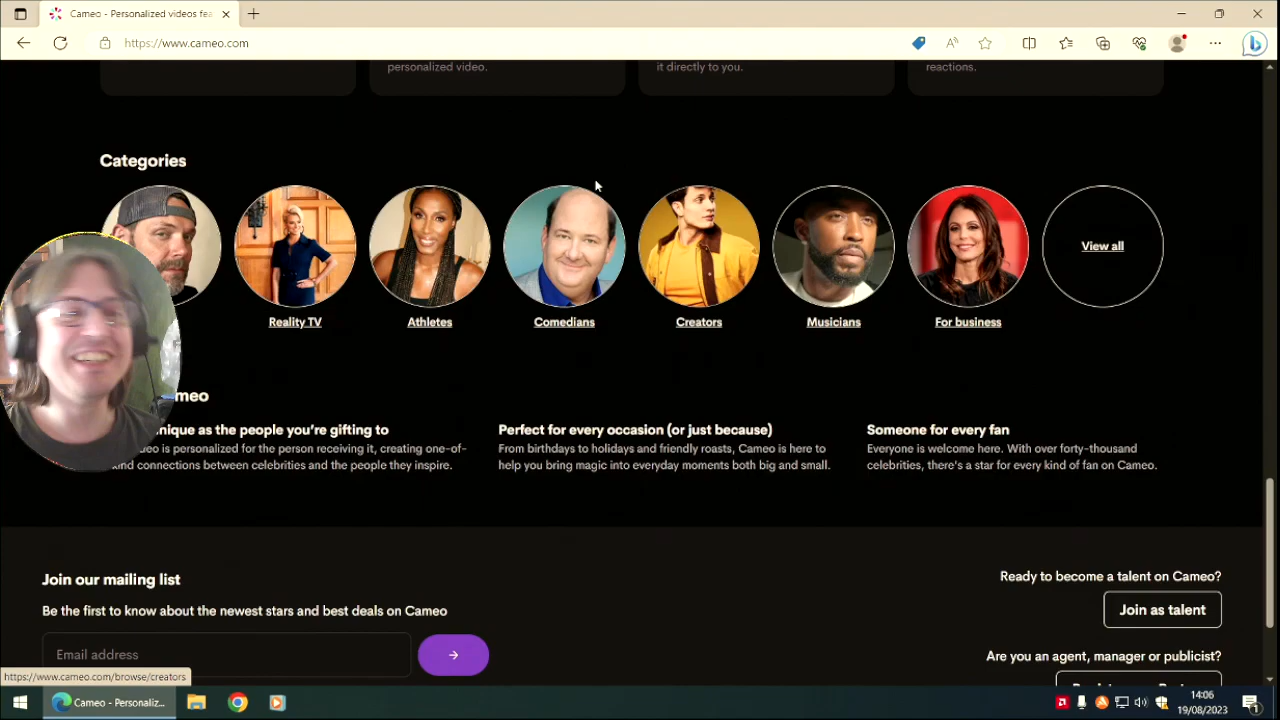 Cameo - Personalized videos fea
https://www.cameo.com
personalized video.
it directly to you.
reactions.
Categories
View all
Reality TV
Athletes
Comedians
Creators
Musicians
For business
meo
nique as the people you're gifting to
deo is personalized for the person receiving it, creating one-of-
kind connections between celebrities and the people they inspire.
Perfect for every occasion (or just because)
From birthdays to holidays and friendly roasts, Cameo is here to
help you bring magic into everyday moments both big and small.
Someone for every fan
Everyone is welcome here. With over forty-thousand
celebrities, there's a star for every kind of fan on Cameo.
Join our mailing list
Be the first to know about the newest stars and best deals on Cameo
Email address
Ready to become a talent on Cameo?
Join as talent
Are you an agent, manager or publicist?
https://www.cameo.com/browse/creators
Cameo - Personaliz...
14:06
19/08/2023